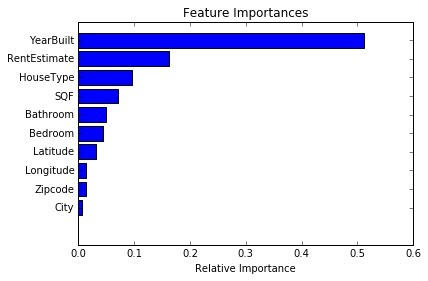 Feature Importances
YearBuilt
RentEstimate
HouseType
SQF
Bathroom
Bedroom
Latitude
Longitude
Zipcode
City
0.0 0.1 0.2 0.3 0.4 0.5 0.6
Relative Importance